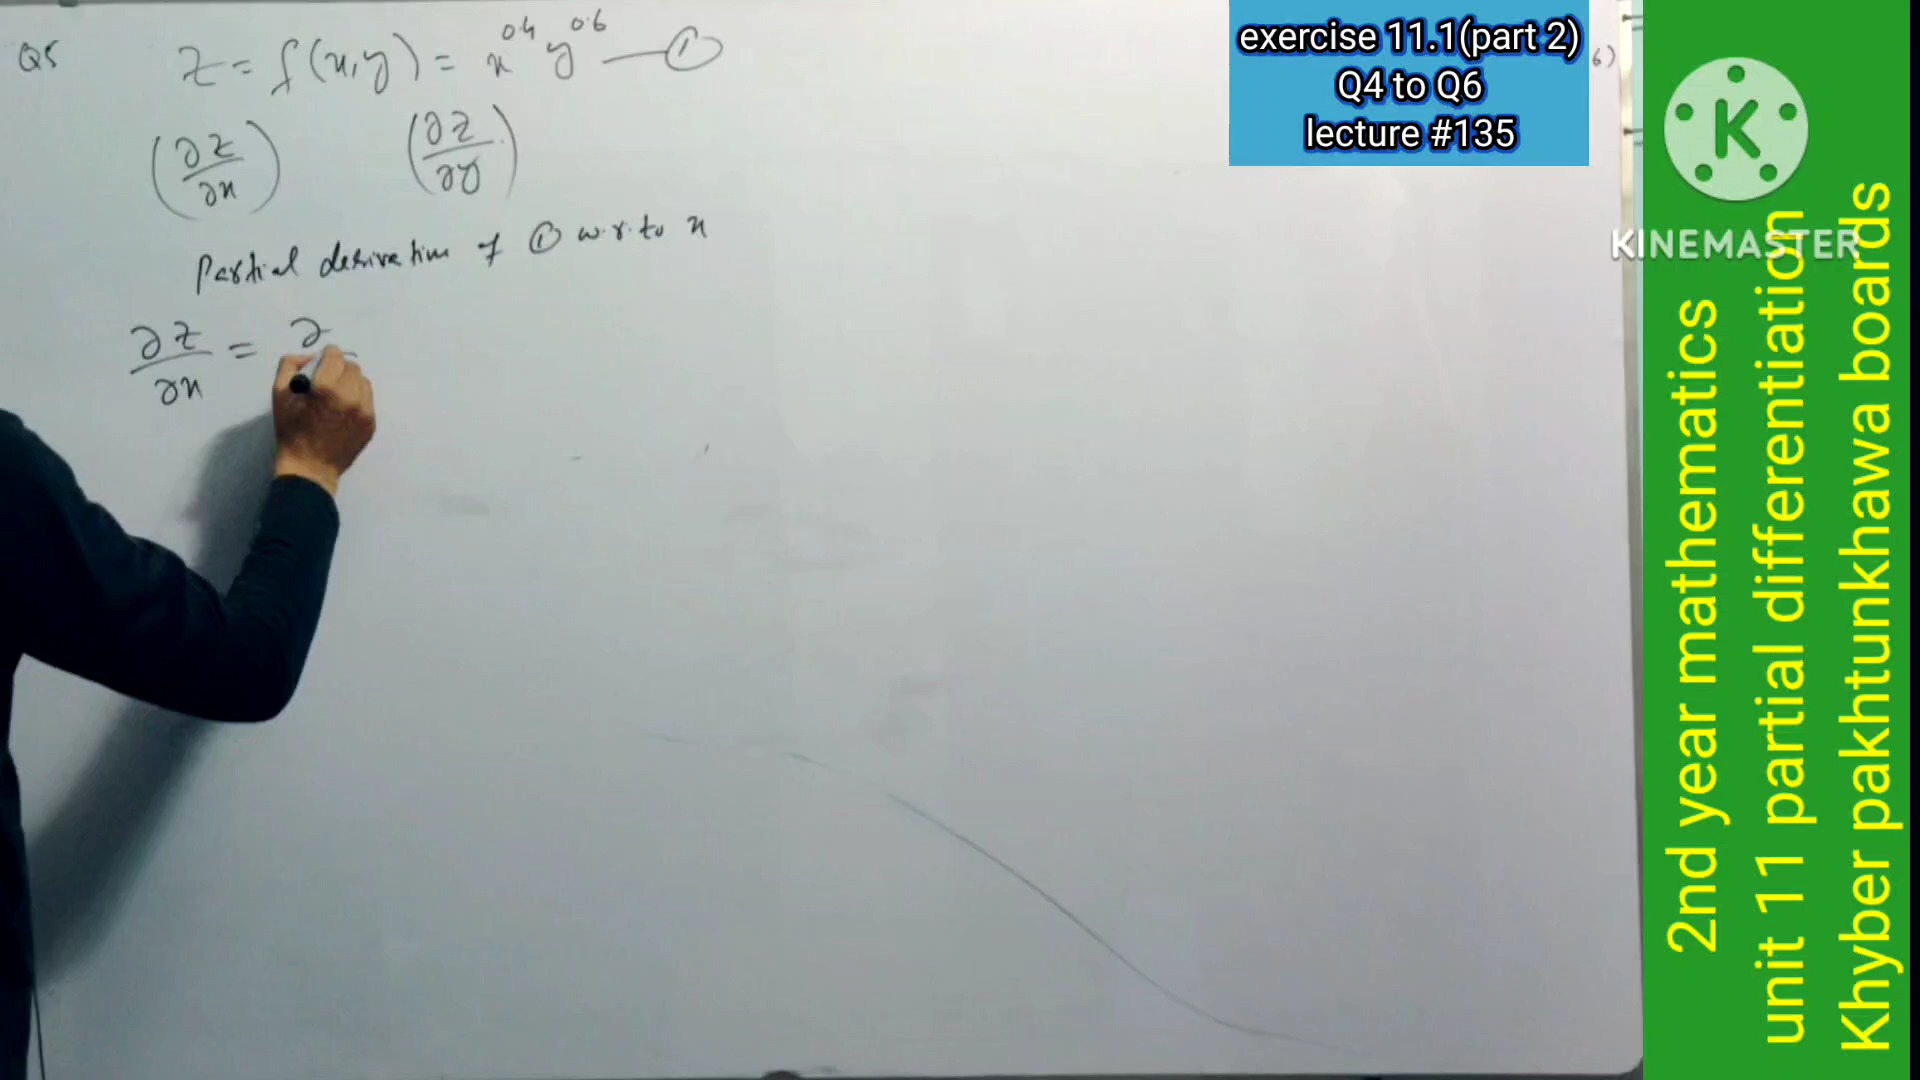 Q5 z = f(x,y) = x^0.4 y^0.6 —①
(∂z/∂x) (∂z/∂y)
Partial derivative of ① w.r.to x
∂z/∂x = ∂
exercise 11.1(part 2)
Q4 to Q6
lecture #135
6)
K
KINEMASTER
2nd year mathematics
unit 11 partial differentiation
Khyber pakhtunkhawa boards